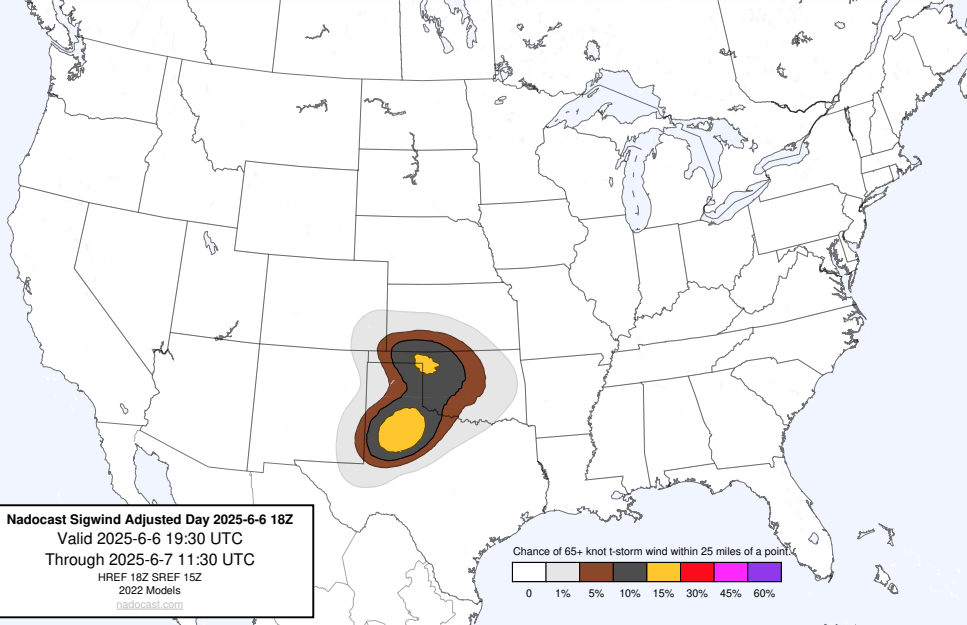 Nadocast Sigwind Adjusted Day 2025-6-6 18Z
Valid 2025-6-6 19:30 UTC
Through 2025-6-7 11:30 UTC
HREF 18Z SREF 15Z
2022 Models
nadocast.com
Chance of 65+ knot t-storm wind within 25 miles of a point.
0 1% 5% 10% 15% 30% 45% 60%